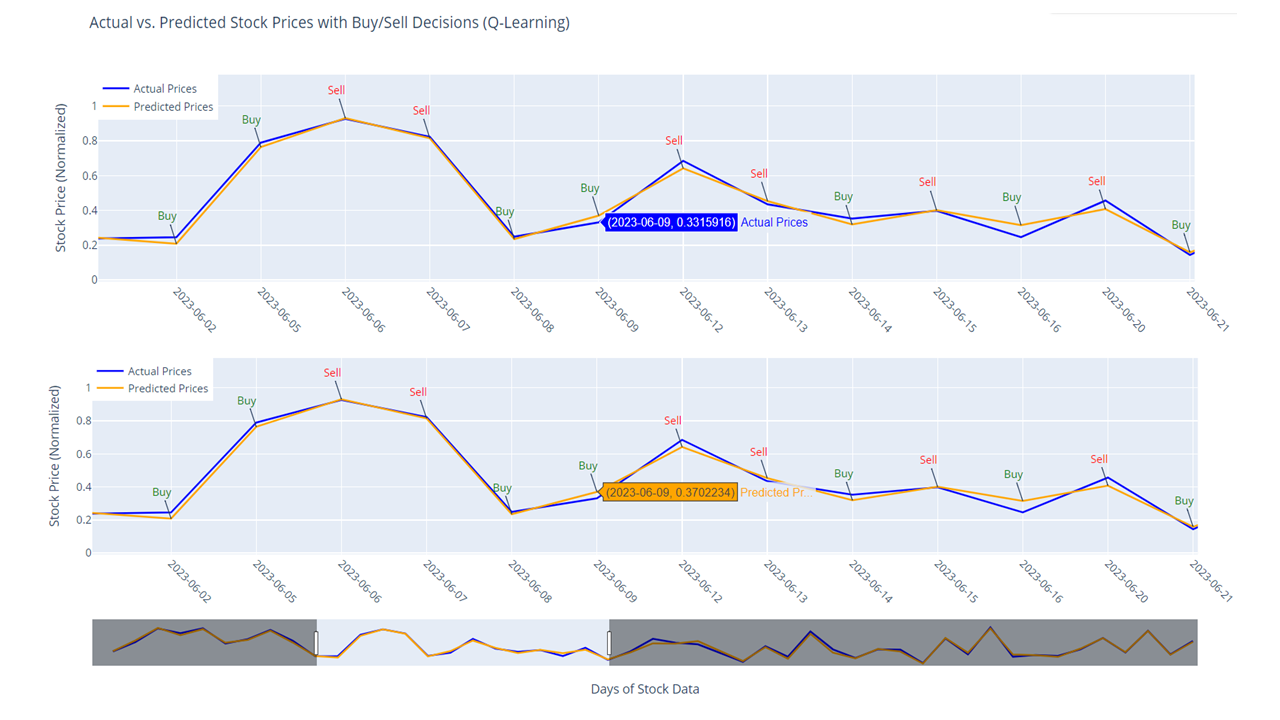 Actual vs. Predicted Stock Prices with Buy/Sell Decisions (Q-Learning)
Actual Prices
Predicted Prices
Stock Price (Normalized)
1
0.8
0.6
0.4
0.2
0
Buy
Buy
Sell
Sell
Buy
Buy
Sell
Sell
Buy
Sell
Buy
Sell
Buy
(2023-06-09, 0.3315916) Actual Prices
2023-06-02
2023-06-05
2023-06-06
2023-06-07
2023-06-08
2023-06-09
2023-06-12
2023-06-13
2023-06-14
2023-06-15
2023-06-16
2023-06-20
2023-06-21
Actual Prices
Predicted Prices
Stock Price (Normalized)
1
0.8
0.6
0.4
0.2
0
Buy
Buy
Sell
Sell
Buy
Buy
Sell
Sell
Buy
Sell
Buy
Sell
Buy
(2023-06-09, 0.3702234) Predicted Pr...
2023-06-02
2023-06-05
2023-06-06
2023-06-07
2023-06-08
2023-06-09
2023-06-12
2023-06-13
2023-06-14
2023-06-15
2023-06-16
2023-06-20
2023-06-21
Days of Stock Data